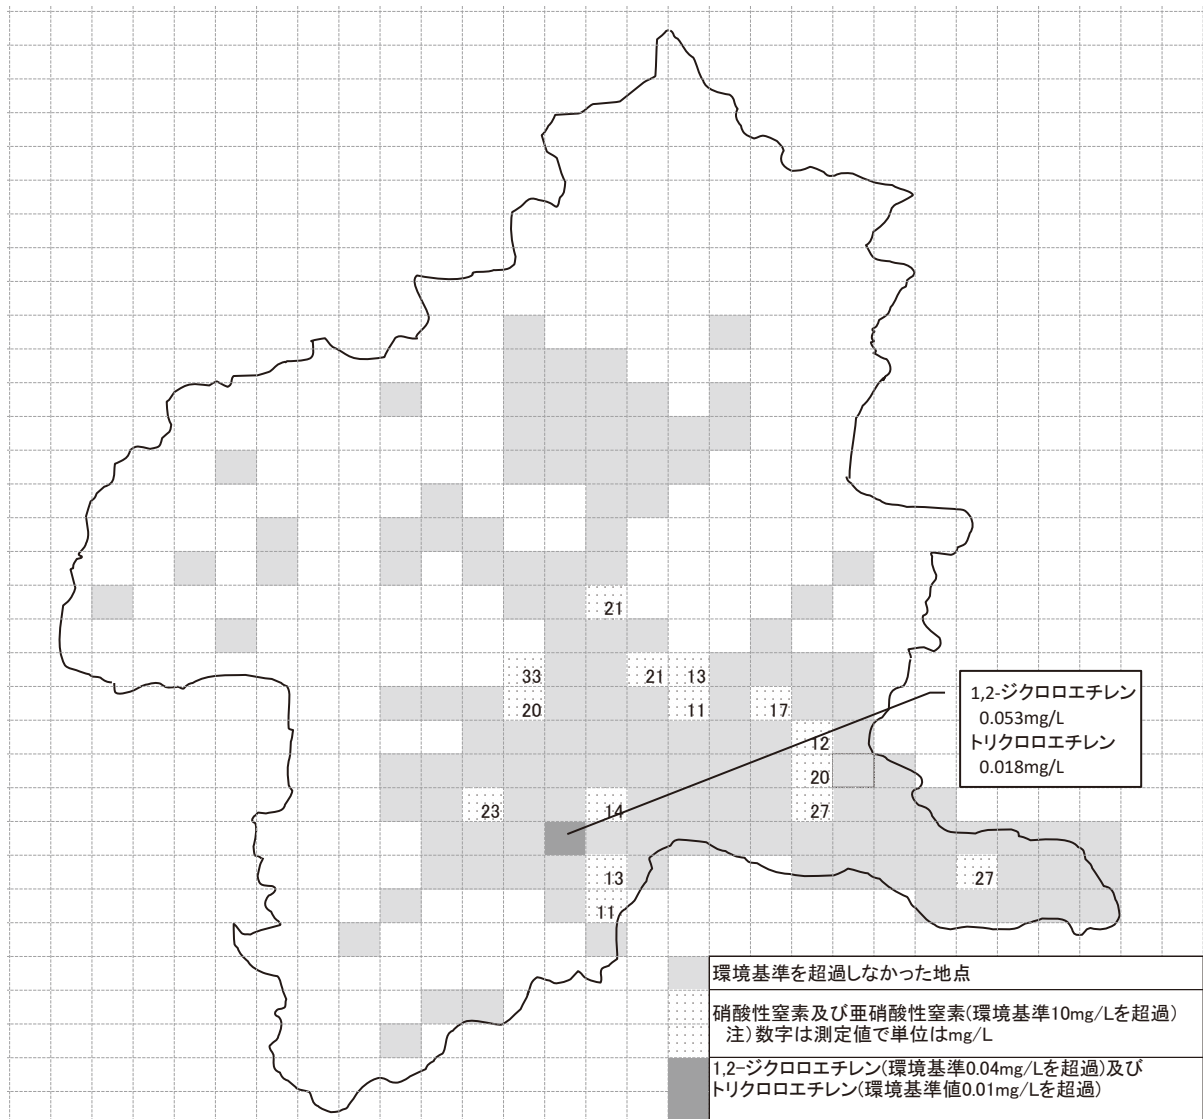 21
33
21
13
20
11
17
12
20
23
14
27
13
27
11
1,2-ジクロロエチレン
0.053mg/L
トリクロロエチレン
0.018mg/L
環境基準を超過しなかった地点
硝酸性窒素及び亜硝酸性窒素(環境基準10mg/Lを超過)
注)数字は測定値で単位はmg/L
1,2-ジクロロエチレン(環境基準0.04mg/Lを超過)及び
トリクロロエチレン(環境基準値0.01mg/Lを超過)